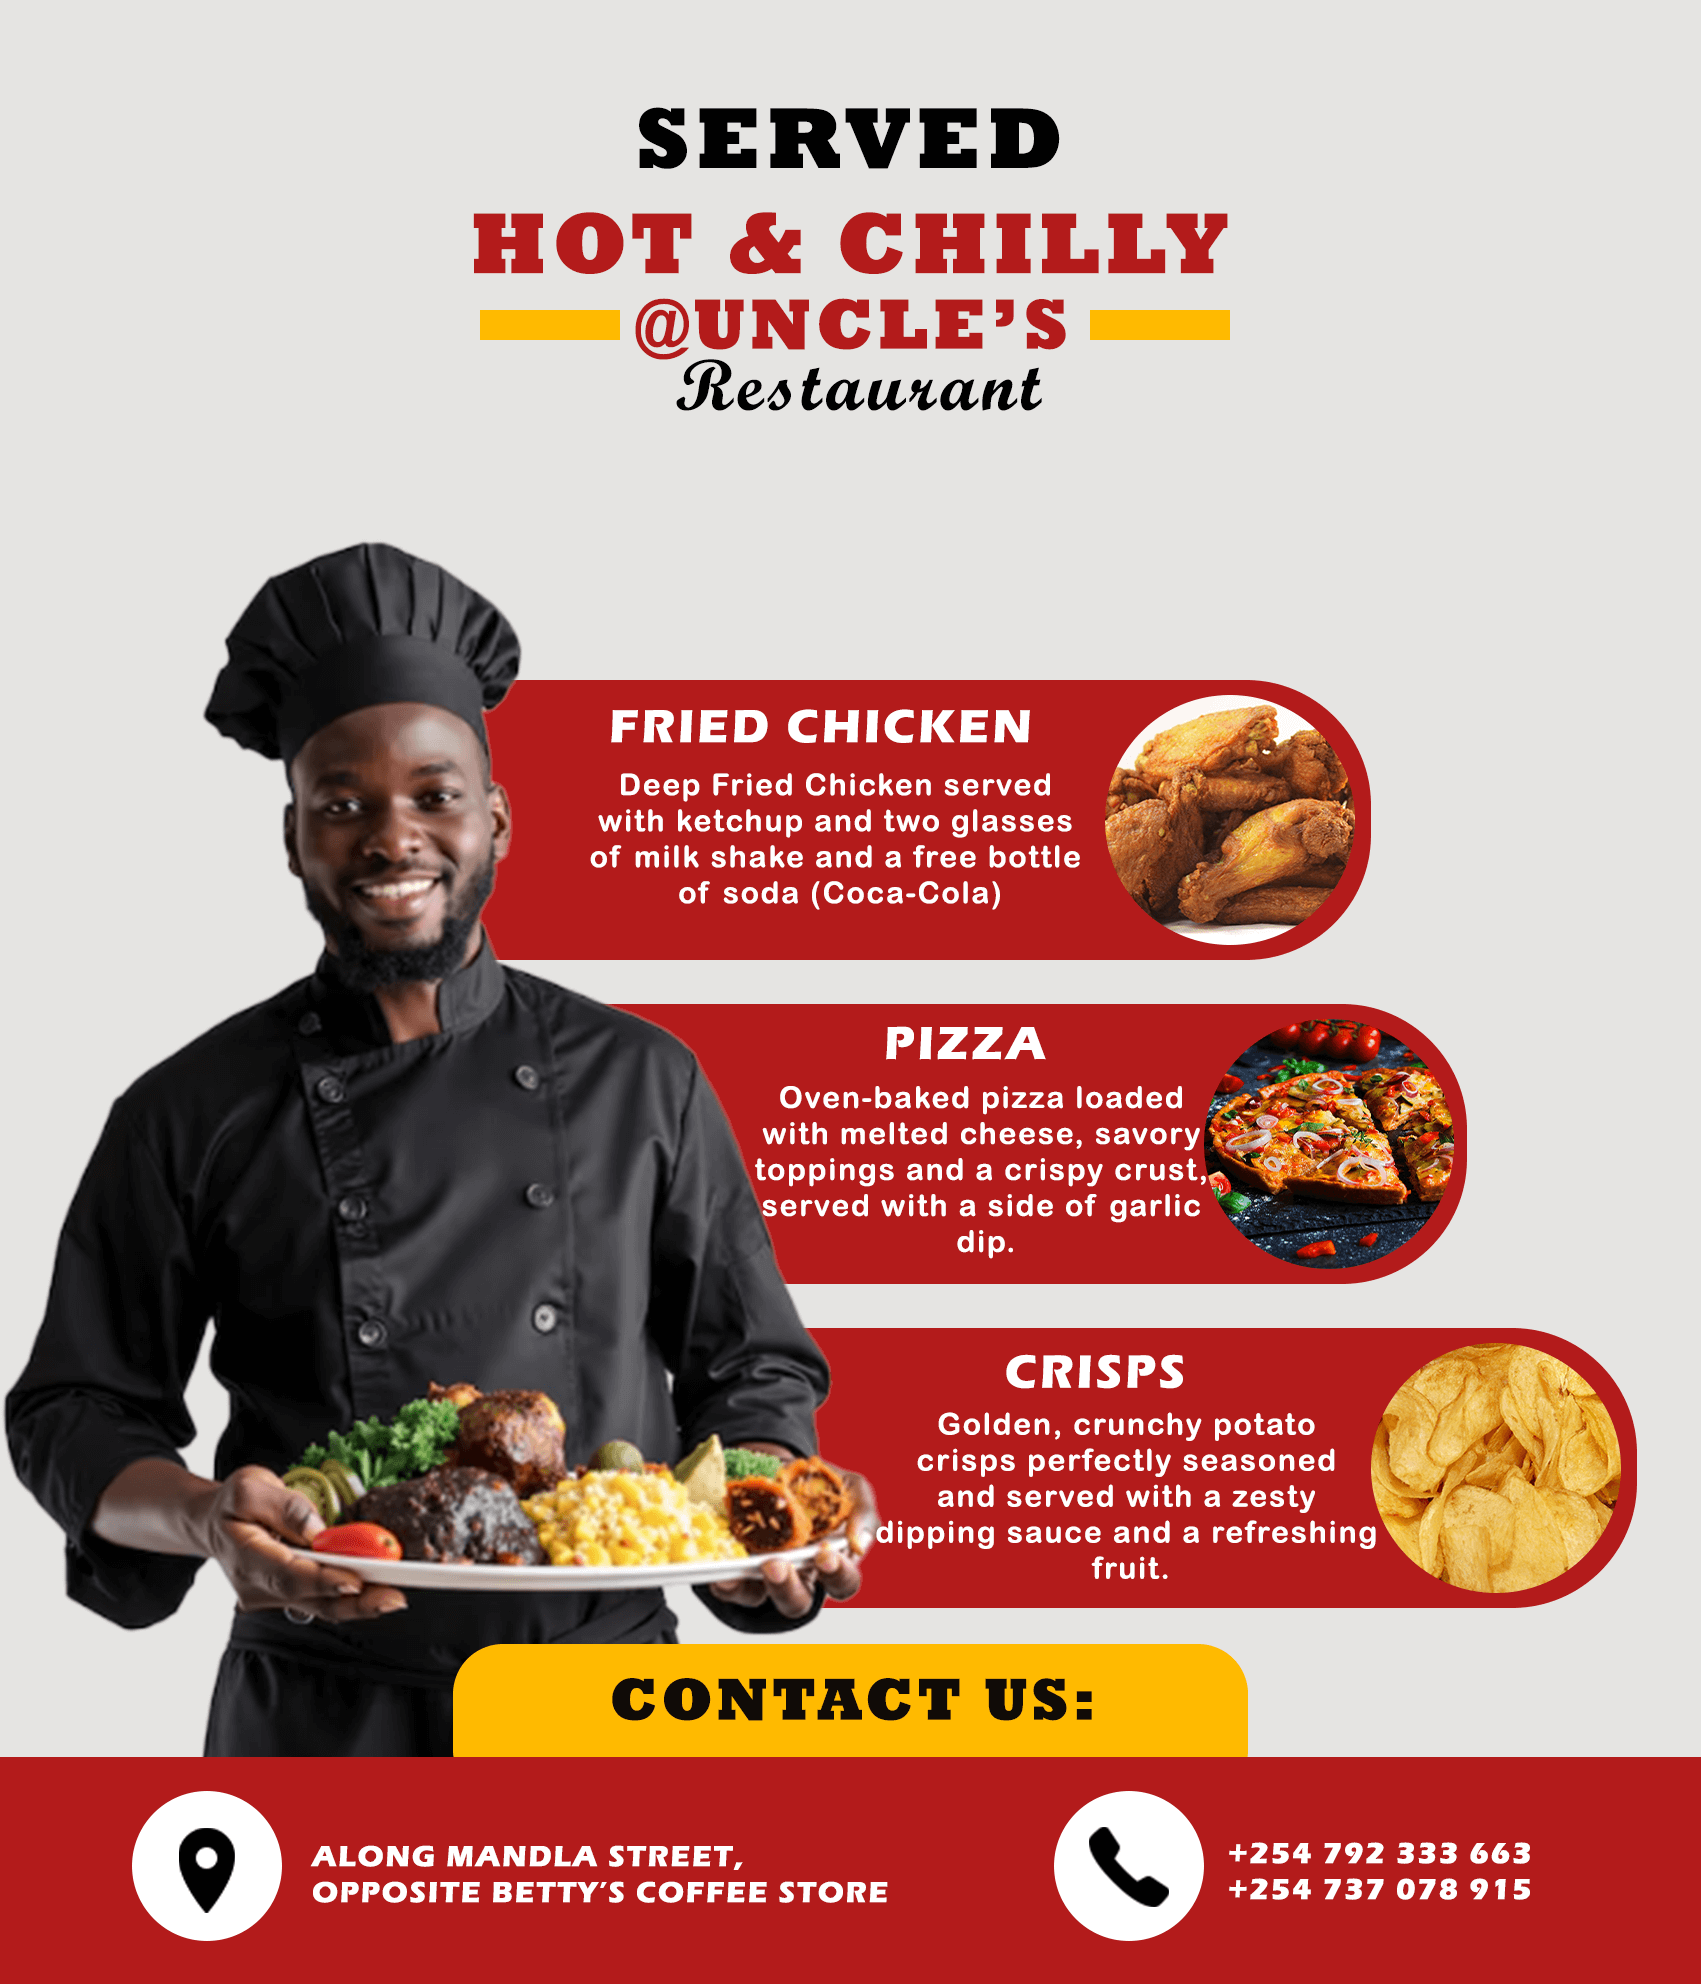 SERVED
HOT & CHILLY
@UNCLE’S
Restaurant
FRIED CHICKEN
Deep Fried Chicken served
with ketchup and two glasses
of milk shake and a free bottle
of soda (Coca-Cola)
PIZZA
Oven-baked pizza loaded
with melted cheese, savory
toppings and a crispy crust,
served with a side of garlic
dip.
CRISPS
Golden, crunchy potato
crisps perfectly seasoned
and served with a zesty
dipping sauce and a refreshing
fruit.
CONTACT US:
ALONG MANDLA STREET,
OPPOSITE BETTY’S COFFEE STORE
+254 792 333 663
+254 737 078 915